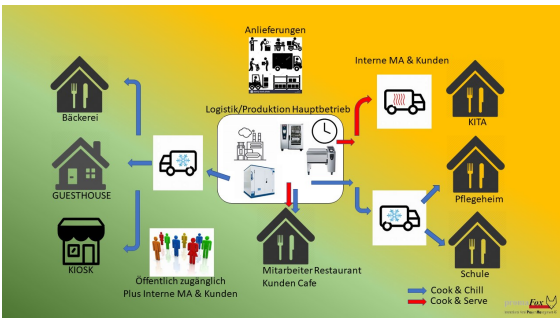 Anlieferungen
Interne MA & Kunden
Bäckerei
Logistik/Produktion Hauptbetrieb
KITA
GUESTHOUSE
Pflegeheim
KIOSK
Öffentlich zugänglich
Plus Interne MA & Kunden
Mitarbeiter Restaurant
Kunden Cafe
Schule
Cook & Chill
Cook & Serve